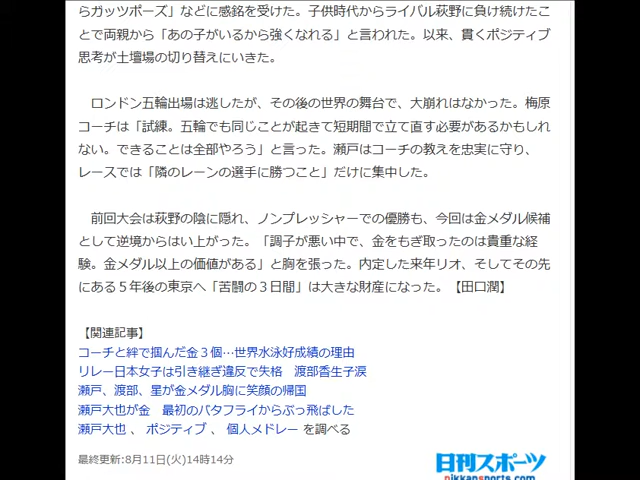 らガッツポーズ」などに感銘を受けた。子供時代からライバル萩野に負け続けたこ
とで両親から「あの子がいるから強くなれる」と言われた。以来、貫くポジティブ
思考が土壇場の切り替えにいきた。
ロンドン五輪出場は逃したが、その後の世界の舞台で、大崩れはなかった。梅原
コーチは「試練。五輪でも同じことが起きて短期間で立て直す必要があるかもしれ
ない。できることは全部やろう」と言った。瀬戸はコーチの教えを忠実に守り、
レースでは「隣のレーンの選手に勝つこと」だけに集中した。
前回大会は萩野の陰に隠れ、ノンプレッシャーでの優勝も、今回は金メダル候補
として逆境からはい上がった。「調子が悪い中で、金をもぎ取ったのは貴重な経
験。金メダル以上の価値がある」と胸を張った。内定した来年リオ、そしてその先
にある５年後の東京へ「苦闘の３日間」は大きな財産になった。【田口潤】
【関連記事】
コーチと絆で掴んだ金３個…世界水泳好成績の理由
リレー日本女子は引き継ぎ違反で失格　渡部香生子涙
瀬戸、渡部、星が金メダル胸に笑顔の帰国
瀬戸大也が金　最初のバタフライからぶっ飛ばした
瀬戸大也 、 ポジティブ 、 個人メドレー を調べる
最終更新:8月11日(火)14時14分
日刊スポーツ
nikkansports.com